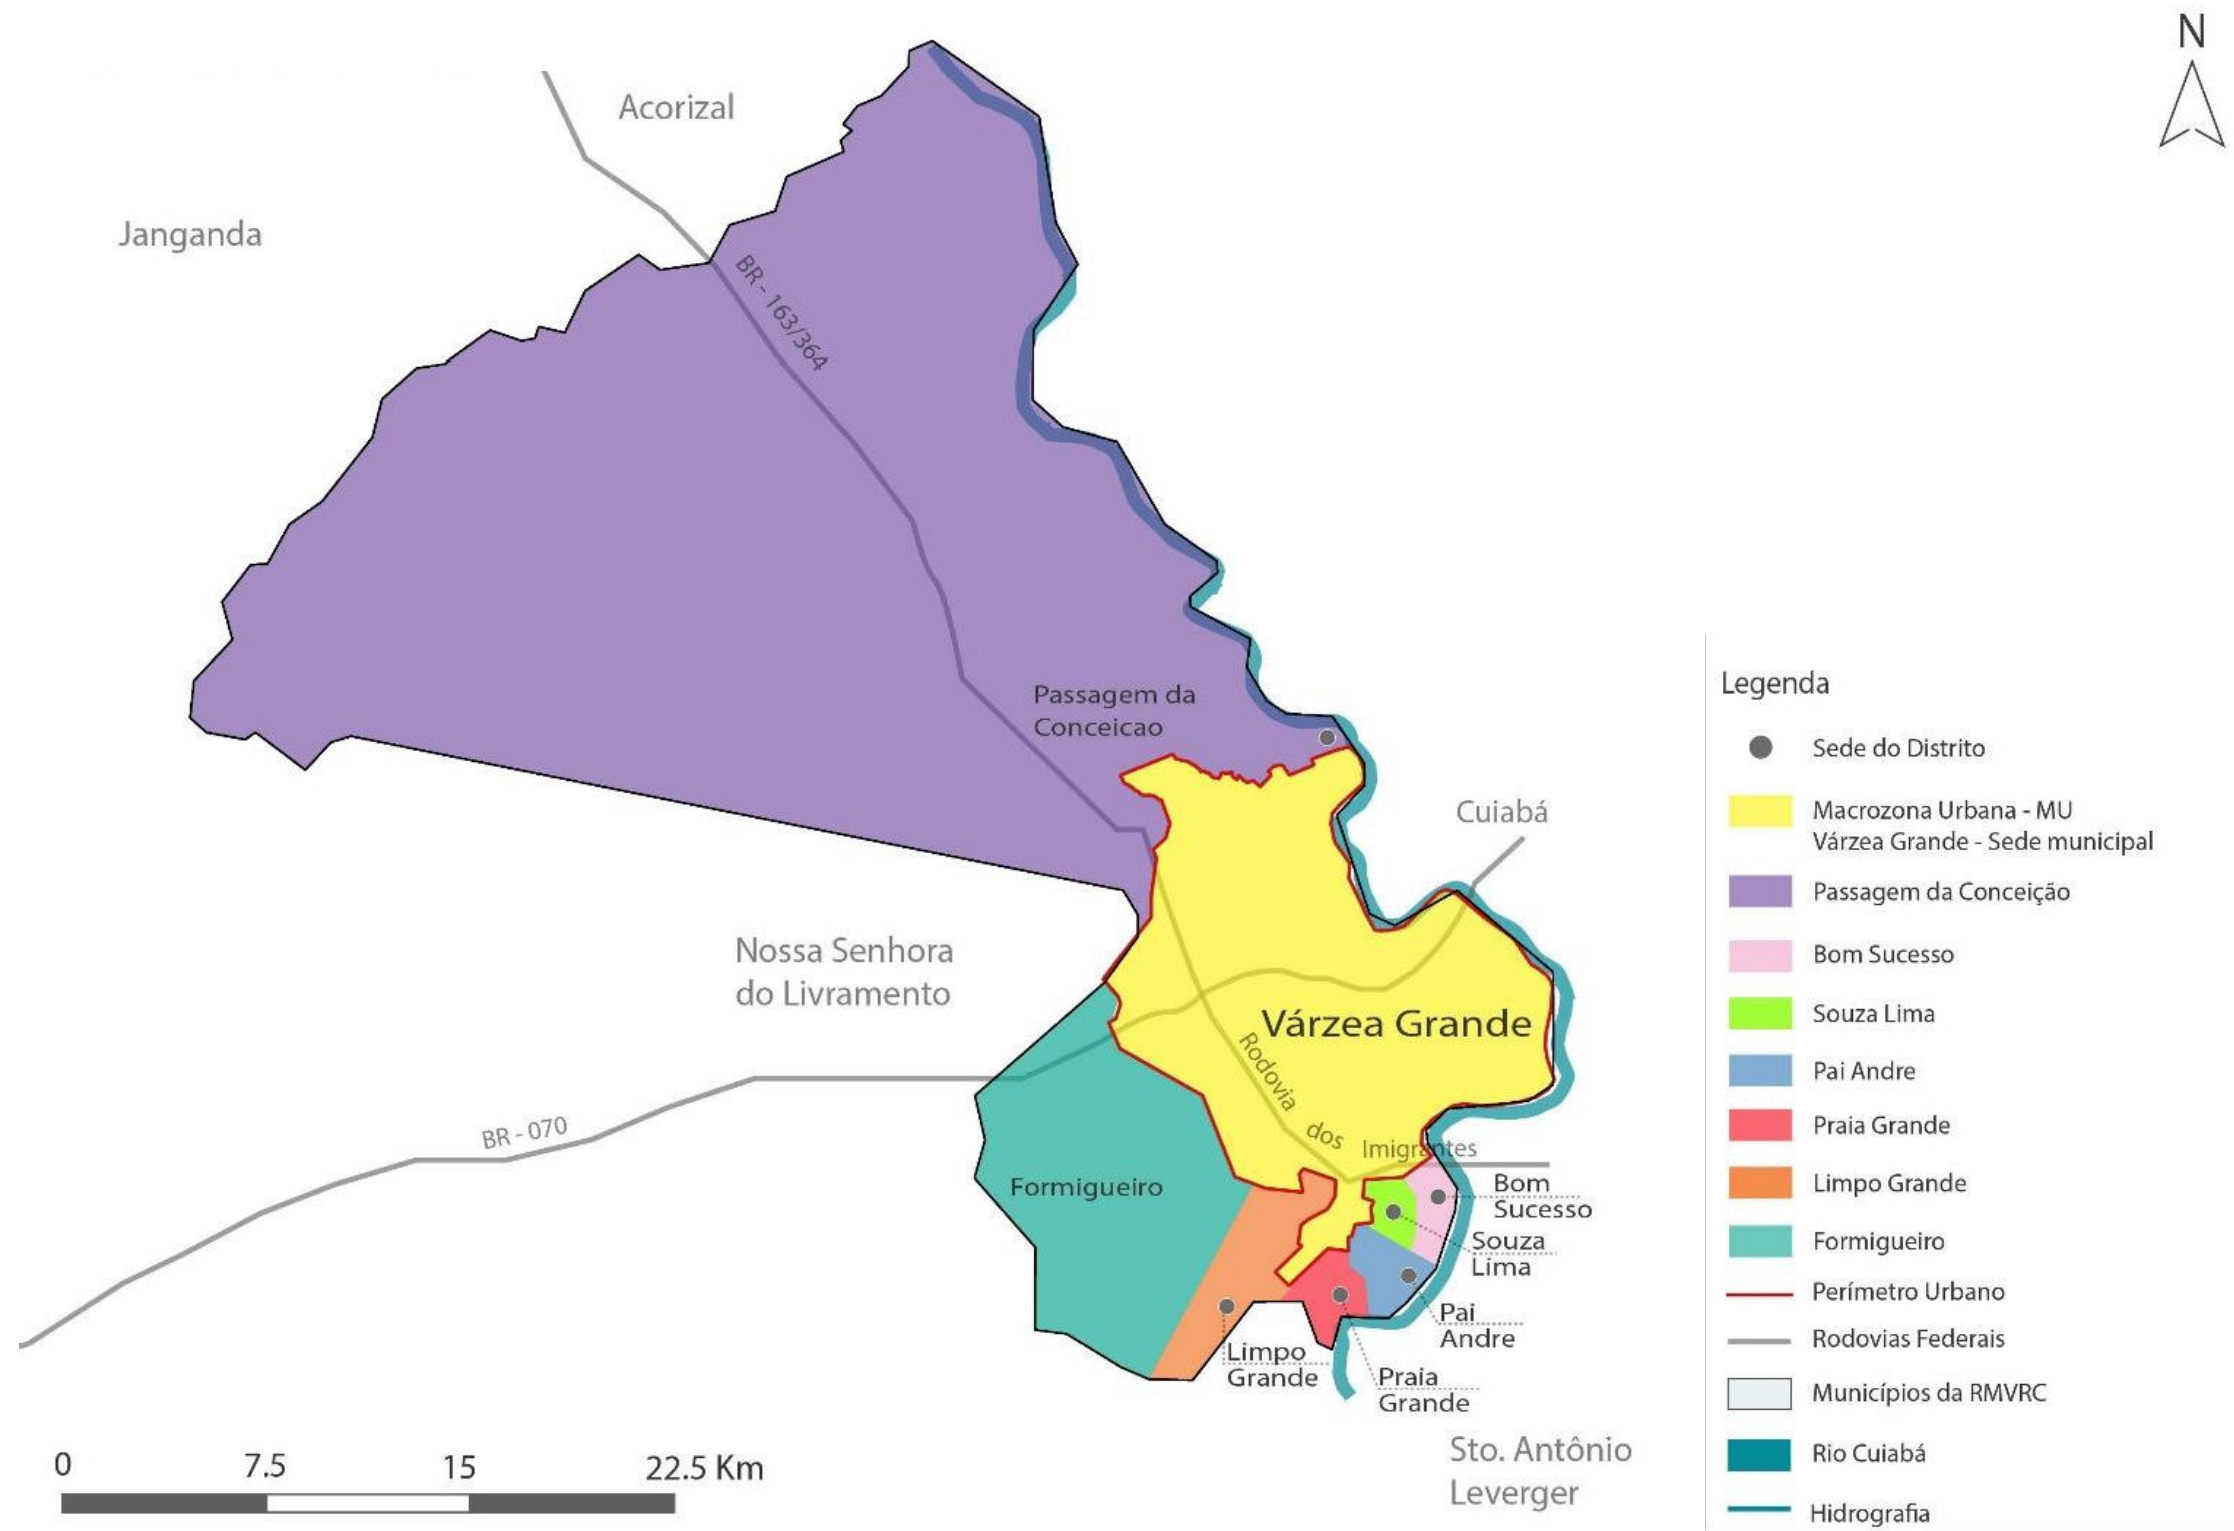 N
Acorizal
Janganda
BR - 163/364
Passagem da
Conceicao
Cuiabá
Nossa Senhora
do Livramento
Várzea Grande
Rodovia
dos
Imigrantes
BR - 070
Formigueiro
Bom
Sucesso
Souza
Lima
Pai
Andre
Limpo
Grande
Praia
Grande
Sto. Antônio
Leverger
0
7.5
15
22.5 Km
Legenda
Sede do Distrito
Macrozona Urbana - MU
Várzea Grande - Sede municipal
Passagem da Conceição
Bom Sucesso
Souza Lima
Pai Andre
Praia Grande
Limpo Grande
Formigueiro
Perímetro Urbano
Rodovias Federais
Municípios da RMVRC
Rio Cuiabá
Hidrografia